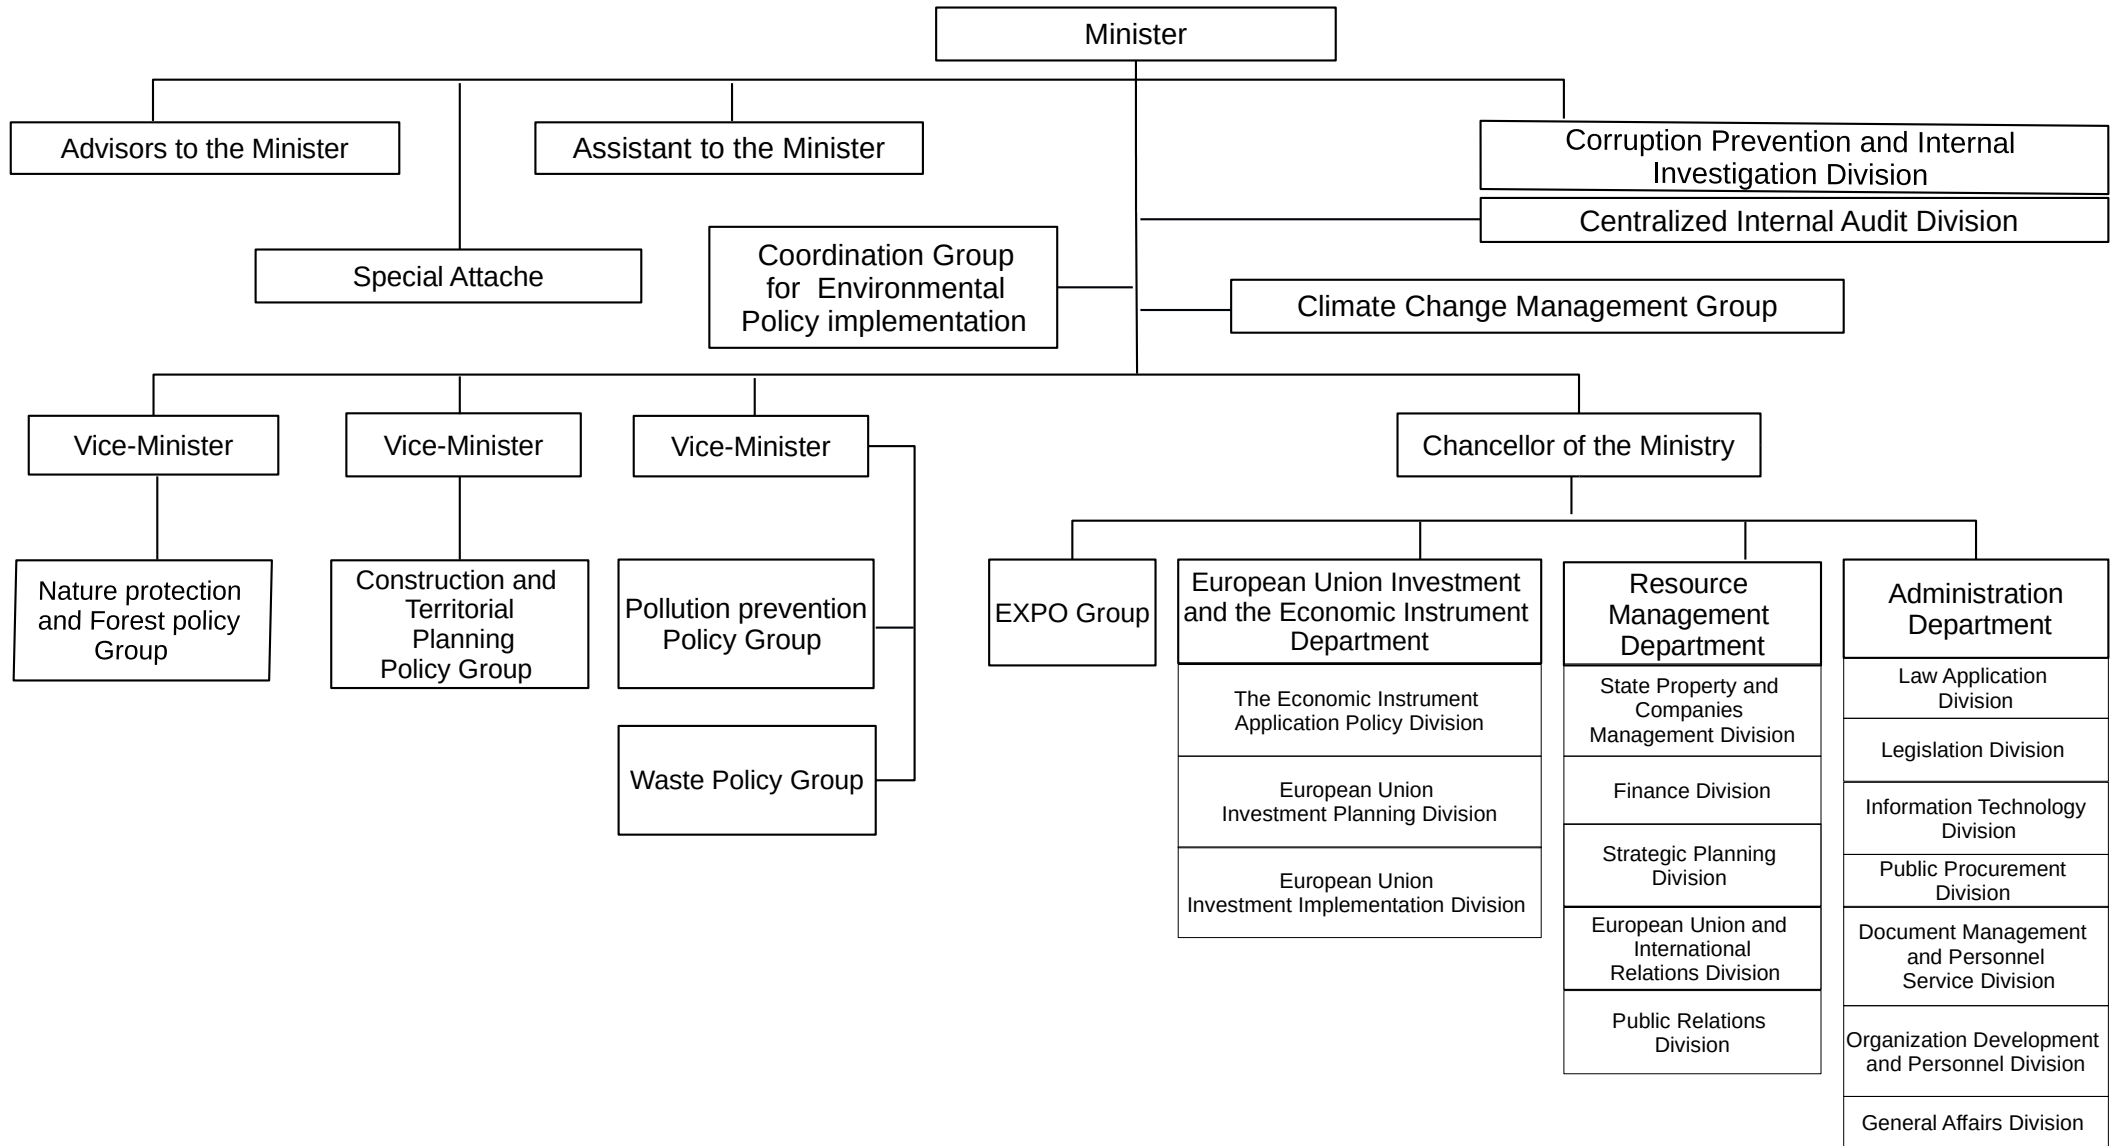 Minister
Advisors to the Minister
Assistant to the Minister
Corruption Prevention and Internal
Investigation Division
Centralized Internal Audit Division
Special Attache
Coordination Group
for  Environmental
Policy implementation
Climate Change Management Group
Vice-Minister
Vice-Minister
Vice-Minister
Chancellor of the Ministry
Nature protection
and Forest policy
Group
Construction and
Territorial
Planning
Policy Group
Pollution prevention
Policy Group
Waste Policy Group
EXPO Group
European Union Investment
and the Economic Instrument
Department
The Economic Instrument
Application Policy Division
European Union
Investment Planning Division
European Union
Investment Implementation Division
Resource
Management
Department
State Property and
Companies
Management Division
Finance Division
Strategic Planning
Division
European Union and
International
Relations Division
Public Relations
Division
Administration
Department
Law Application
Division
Legislation Division
Information Technology
Division
Public Procurement
Division
Document Management
and Personnel
Service Division
Organization Development
and Personnel Division
General Affairs Division